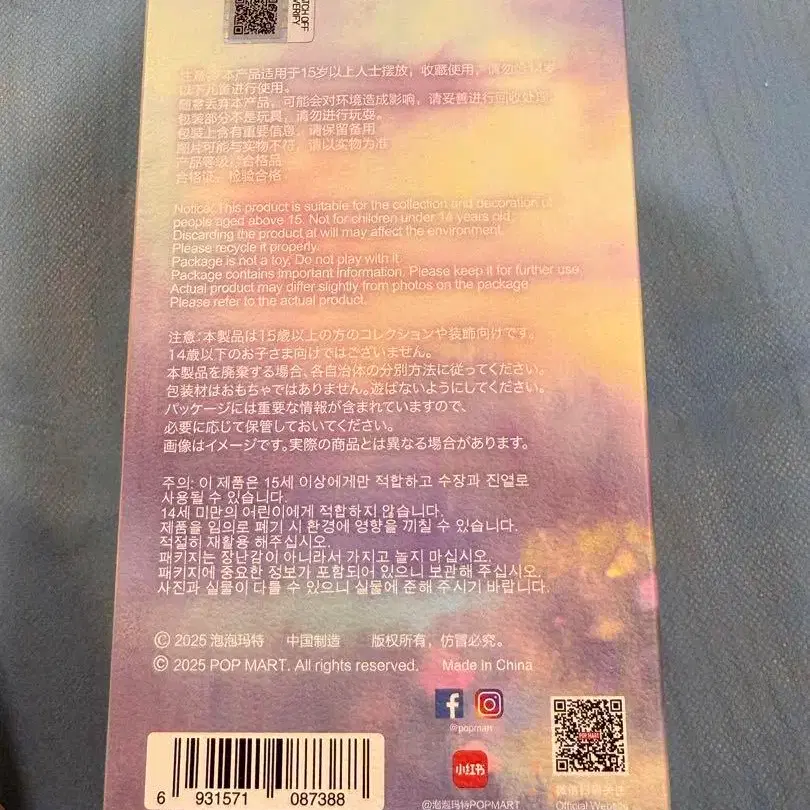 TCH OFF
VERIFY
注意：本产品适用于15岁以上人士摆放，收藏使用，请勿
以下儿童进行使用。
随意丢弃本产品，可能会对环境造成影响，请妥善进行回收处理
包装部分不是玩具，请勿进行玩耍。
包装上含有重要信息，请保留备用
图片可能与实物不符，请以实物为准
产品等级：合格品
合格证：检验合格
Notice: This product is suitable for the collection and decoration of
people aged above 15. Not for children under 14 years old.
Discarding the product at will may affect the environment.
Please recycle it properly.
Package is not a toy. Do not play with it.
Package contains important information. Please keep it for further use.
Actual product may differ slightly from photos on the package
Please refer to the actual product.
注意：本製品は15歳以上の方のコレクションや装飾向けです。
14歳以下のお子さま向けではございません。
本製品を廃棄する場合、各自治体の分別方法に従ってください。
包装材はおもちゃではありません。遊ばないようにしてください。
パッケージには重要な情報が含まれていますので、
必要に応じて保管しておいてください。
画像はイメージです。実際の商品とは異なる場合があります。
주의: 이 제품은 15세 이상에게만 적합하고 수장과 진열로
사용될 수 있습니다.
14세 미만의 어린이에게 적합하지 않습니다.
제품을 임의로 폐기 시 환경에 영향을 끼칠 수 있습니다.
적절히 재활용 해주십시오.
패키지는 장난감이 아니라서 가지고 놀지 마십시오.
패키지에 중요한 정보가 포함되어 있으니 보관해 주십시오.
사진과 실물이 다를 수 있으니 실물에 준해 주시기 바랍니다.
© 2025 泡泡玛特 中国制造 版权所有，仿冒必究。
© 2025 POP MART. All rights reserved. Made in China
@popmart
POP MART
小红书
@泡泡玛特POPMART
微信扫码关注
Official Website
6 931571 087388